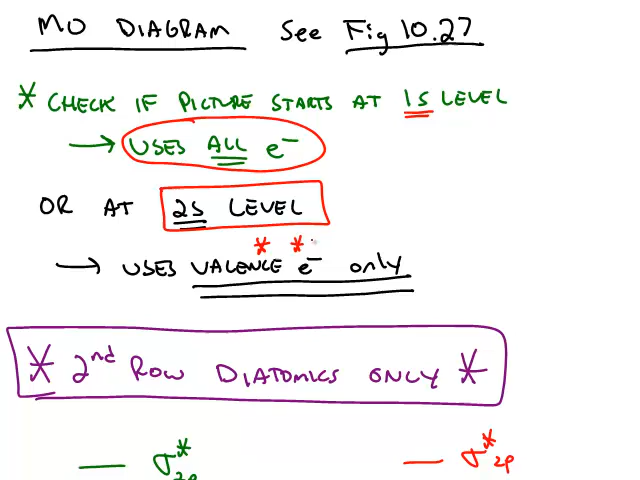 MO DIAGRAM See Fig 10.27
* CHECK IF PICTURE STARTS AT 1S LEVEL
→ USES ALL e⁻
OR AT 2S LEVEL
* *
→ USES VALENCE e⁻ only
* 2nd ROW DIATOMICS ONLY *
— σ*2p — σ*2p